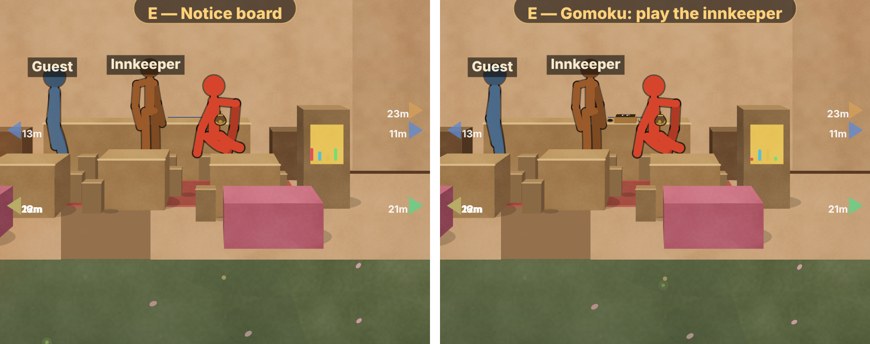 E — Notice board
Guest
Innkeeper
23m
13m
11m
21m
E — Gomoku: play the innkeeper
Guest
Innkeeper
23m
13m
11m
21m